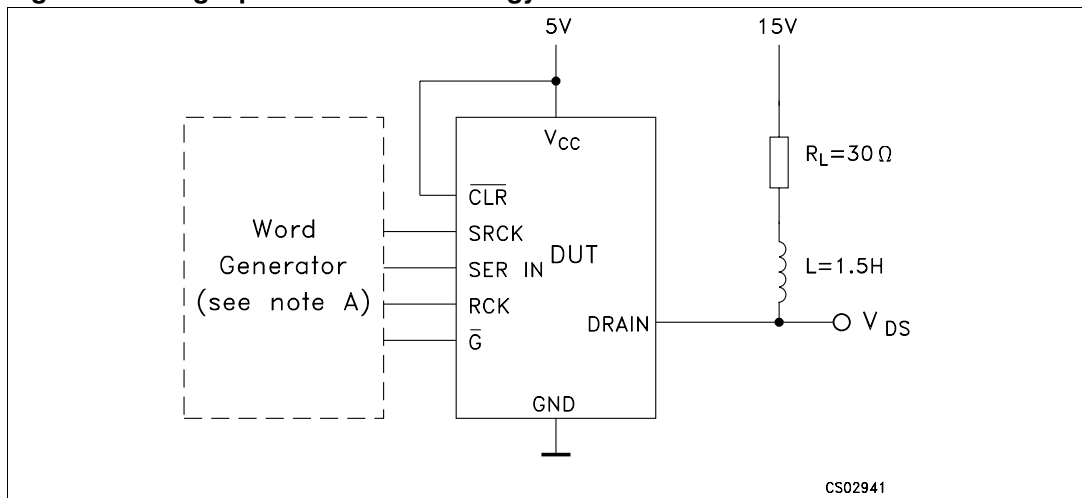 5V
15V
V_CC
R_L=30Ω
CLR
SRCK
Word
Generator
(see note A)
DUT
SER IN
L=1.5H
RCK
DRAIN
V_DS
G
GND
CS02941